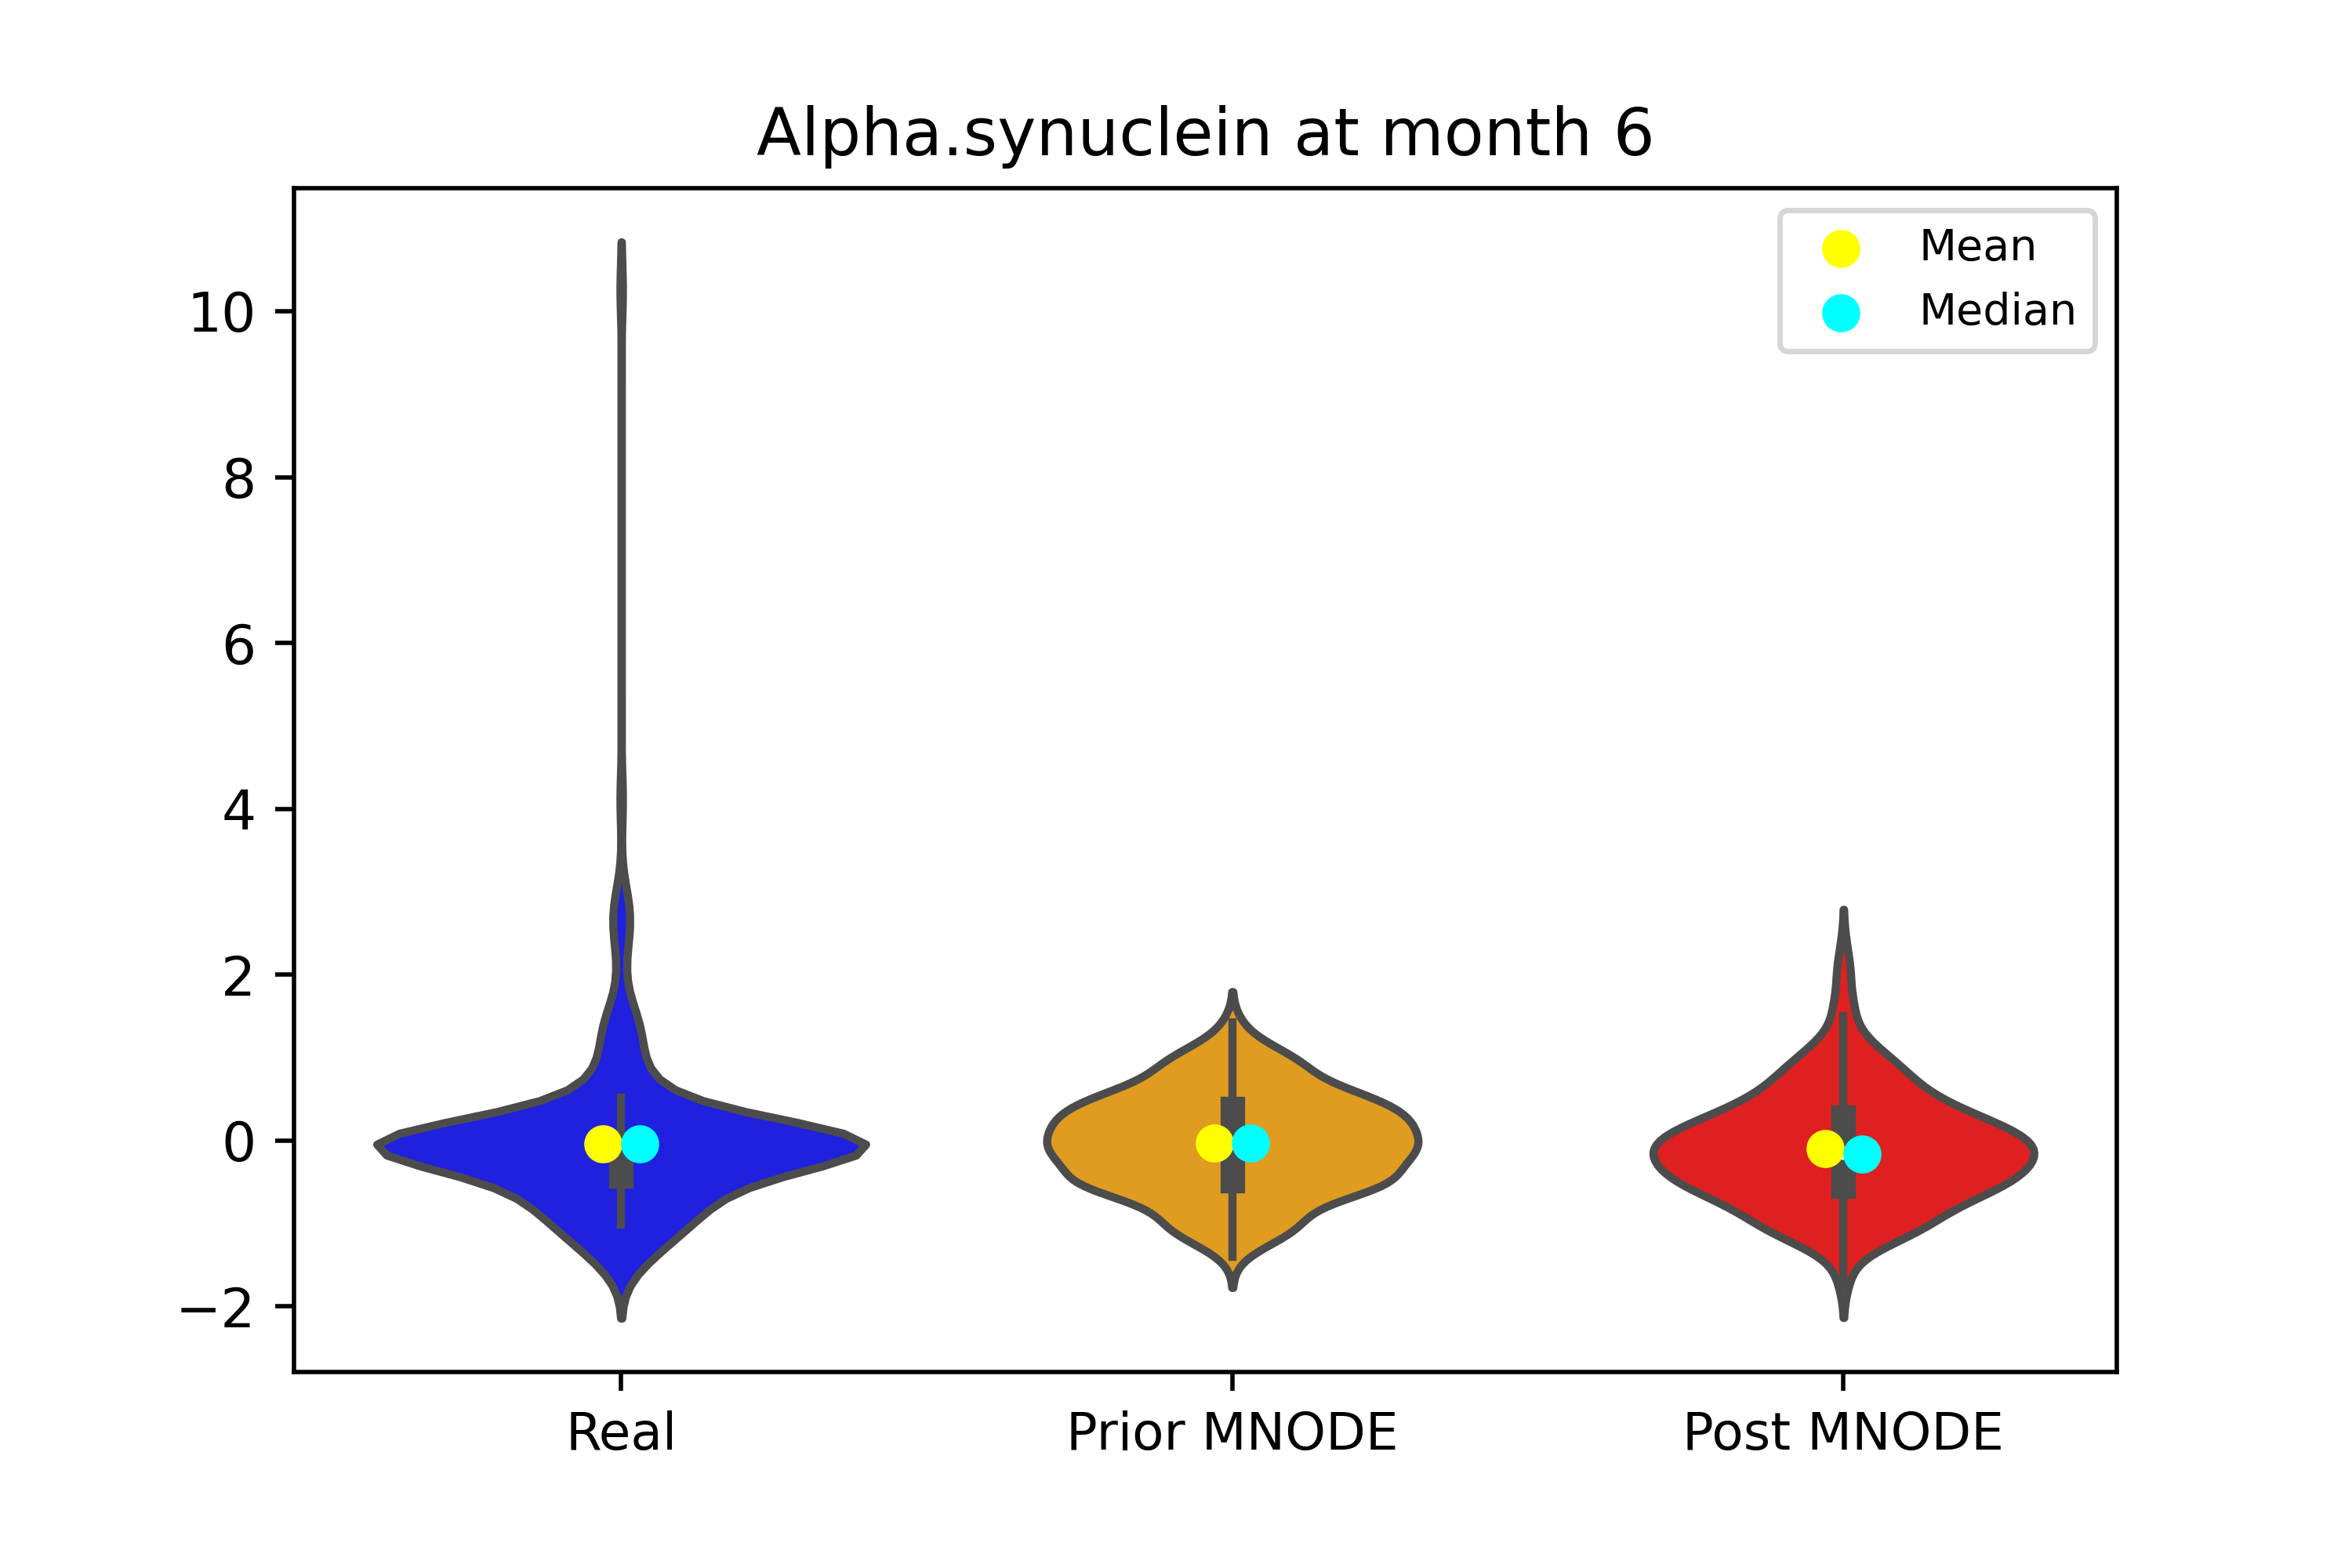 Alpha.synuclein at month 6
Mean
Median
10
8
6
4
2
0
−2
Real
Prior MNODE
Post MNODE